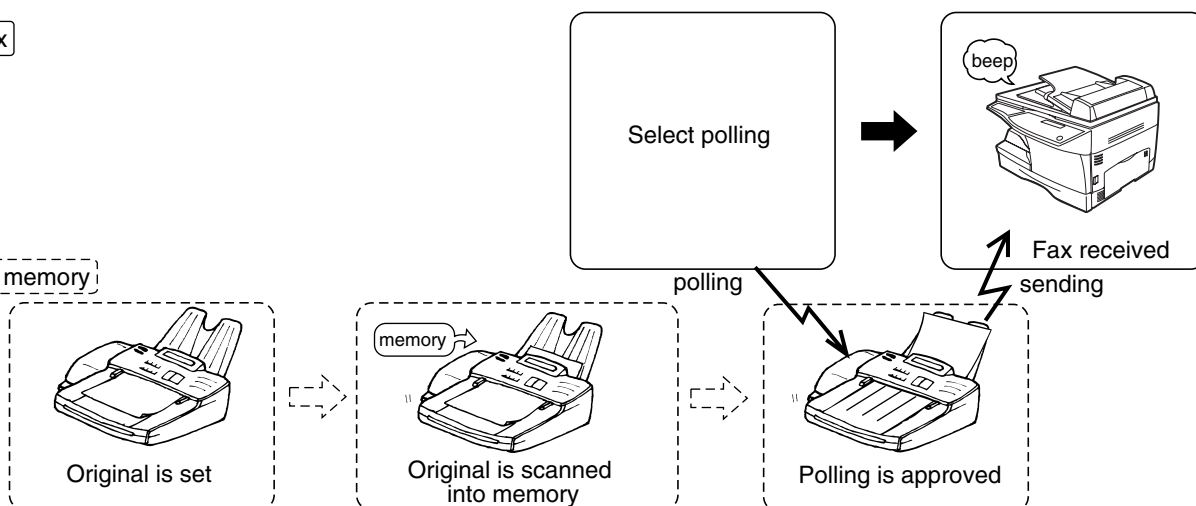 x
beep
Select polling
Fax received
memory
polling
sending
memory
Original is set
Original is scanned
into memory
Polling is approved